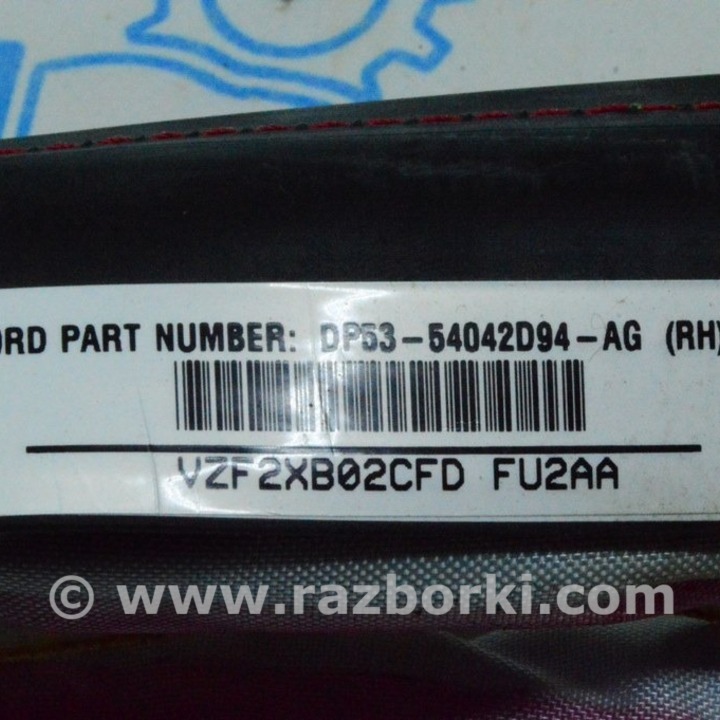 ORD PART NUMBER: DP53-54042D94-AG (RH)
VZF2XB02CFD FU2AA
© www.razborki.com